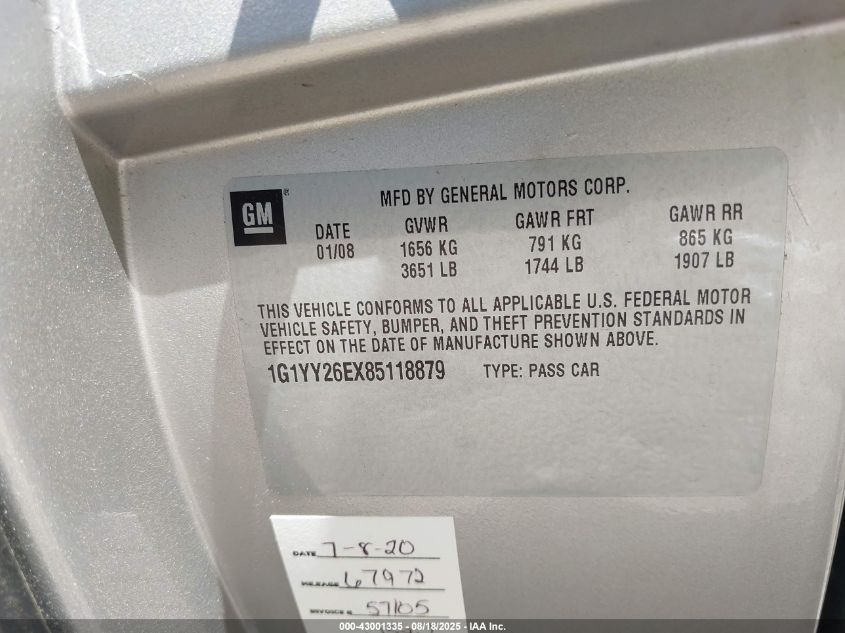 MFD BY GENERAL MOTORS CORP.
GM®
DATE GVWR GAWR FRT GAWR RR
01/08 1656 KG 791 KG 865 KG
3651 LB 1744 LB 1907 LB
THIS VEHICLE CONFORMS TO ALL APPLICABLE U.S. FEDERAL MOTOR
VEHICLE SAFETY, BUMPER, AND THEFT PREVENTION STANDARDS IN
EFFECT ON THE DATE OF MANUFACTURE SHOWN ABOVE.
1G1YY26EX85118879 TYPE: PASS CAR
DATE 7-8-20
MILEAGE 67972
INVOICE # 57105
000-43001335 - 08/18/2025 - IAA Inc.